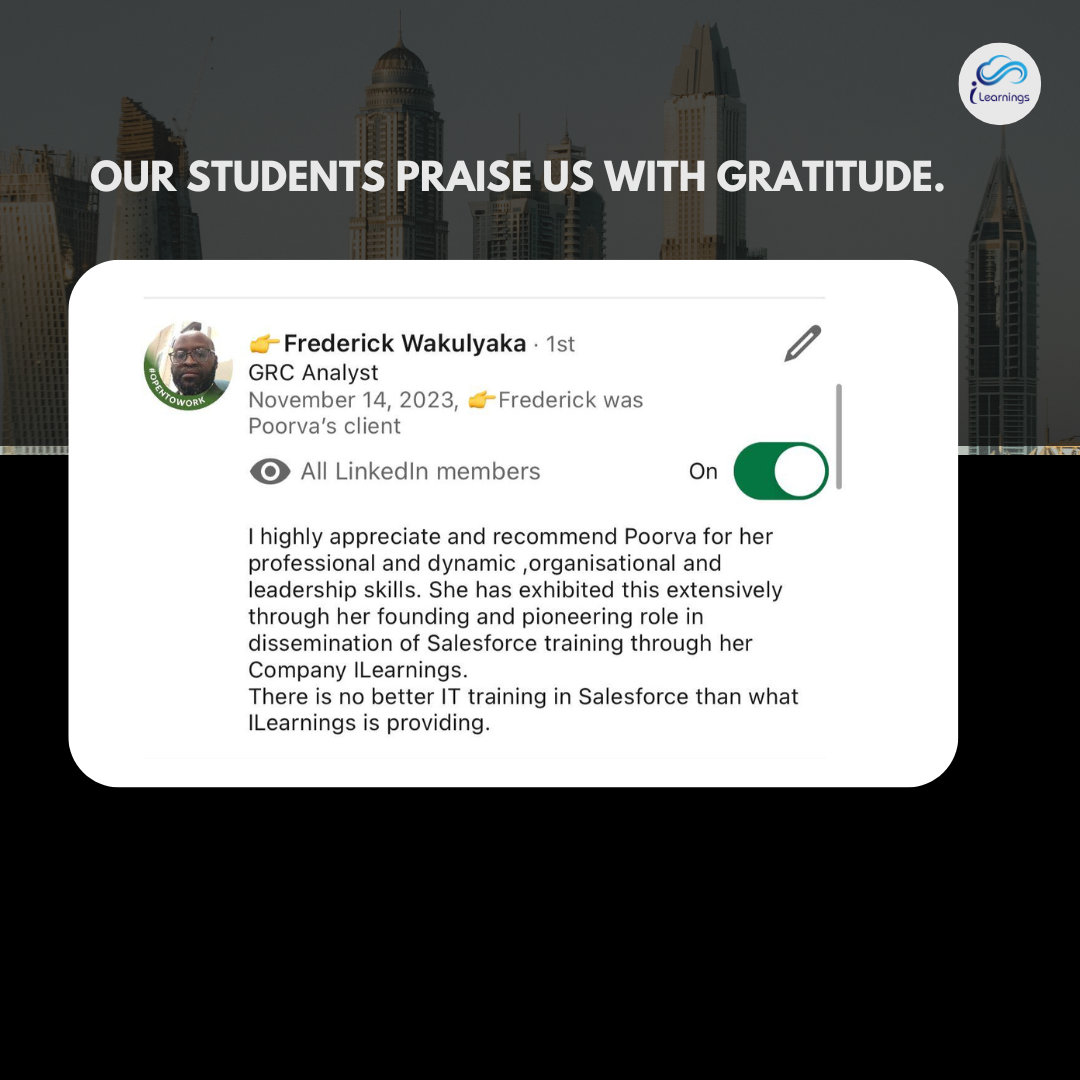 i Learnings
OUR STUDENTS PRAISE US WITH GRATITUDE.
👉Frederick Wakulyaka · 1st
GRC Analyst
November 14, 2023, 👉Frederick was
Poorva’s client
All LinkedIn members
On
#OPENTOWORK
I highly appreciate and recommend Poorva for her
professional and dynamic ,organisational and
leadership skills. She has exhibited this extensively
through her founding and pioneering role in
dissemination of Salesforce training through her
Company ILearnings.
There is no better IT training in Salesforce than what
ILearnings is providing.